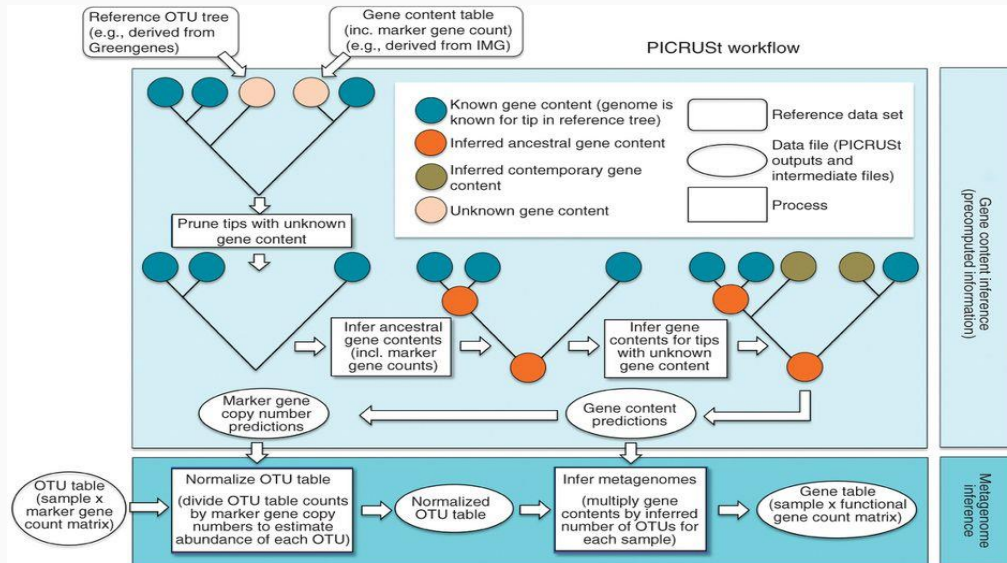 Reference OTU tree
(e.g., derived from
Greengenes)
Gene content table
(inc. marker gene count)
(e.g., derived from IMG)
PICRUSt workflow
Known gene content (genome is
known for tip in reference tree)
Inferred ancestral gene content
Inferred contemporary gene
content
Unknown gene content
Reference data set
Data file (PICRUSt
outputs and
intermediate files)
Process
Prune tips with unknown
gene content
Infer ancestral
gene contents
(incl. marker
gene counts)
Infer gene
contents for tips
with unknown
gene content
Marker gene
copy number
predictions
Gene content
predictions
Gene content inference
(precomputed information)
OTU table
(sample x
marker gene
count matrix)
Normalize OTU table
(divide OTU table counts
by marker gene copy
numbers to estimate
abundance of each OTU)
Normalized
OTU table
Infer metagenomes
(multiply gene
contents by inferred
number of OTUs for
each sample)
Gene table
(sample x functional
gene count matrix)
Metagenome
inference